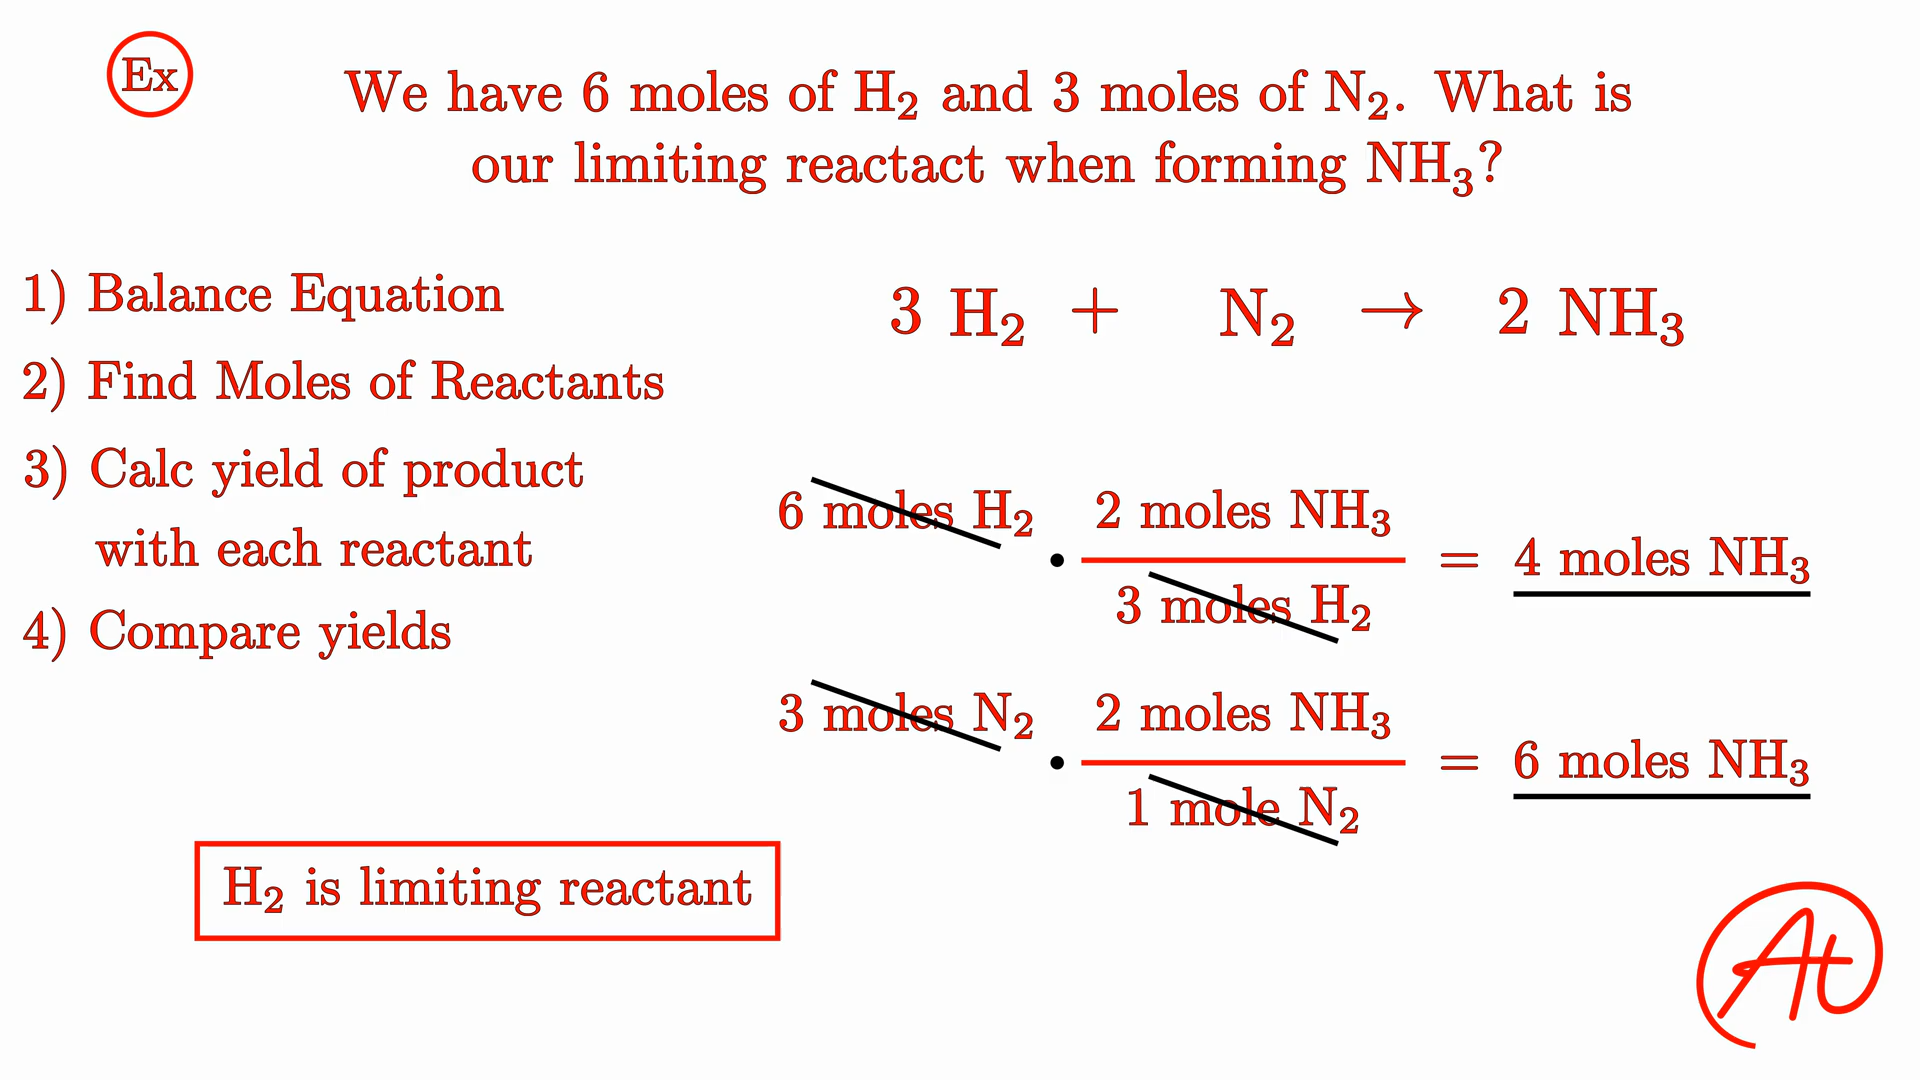 Ex
We have 6 moles of H₂ and 3 moles of N₂. What is
our limiting reactact when forming NH₃?
1) Balance Equation
3 H₂ + N₂ → 2 NH₃
2) Find Moles of Reactants
3) Calc yield of product
with each reactant
4) Compare yields
6 moles H₂ · 2 moles NH₃ / 3 moles H₂ = 4 moles NH₃
3 moles N₂ · 2 moles NH₃ / 1 mole N₂ = 6 moles NH₃
H₂ is limiting reactant
At